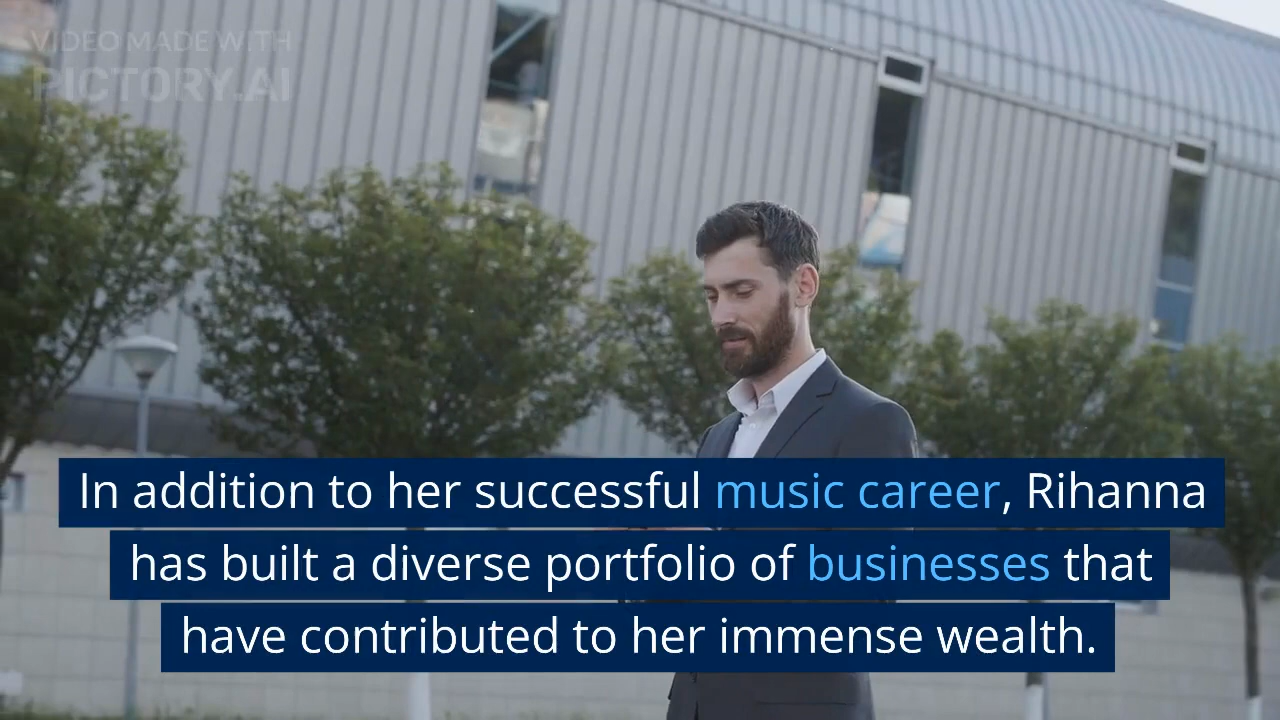 VIDEO MADE WITH
PICTORY.AI
In addition to her successful music career, Rihanna
has built a diverse portfolio of businesses that
have contributed to her immense wealth.